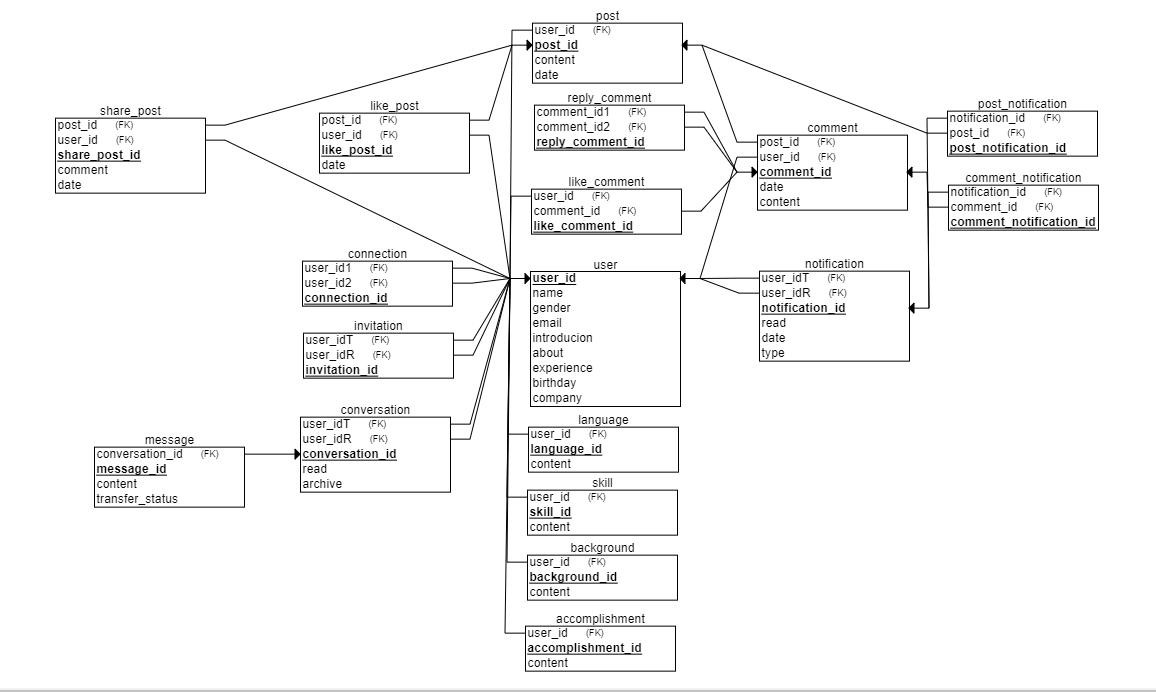 post
user_id (FK)
post_id
content
date
share_post
post_id (FK)
user_id (FK)
share_post_id
comment
date
like_post
post_id (FK)
user_id (FK)
like_post_id
date
reply_comment
comment_id1 (FK)
comment_id2 (FK)
reply_comment_id
comment
post_id (FK)
user_id (FK)
comment_id
date
content
post_notification
notification_id (FK)
post_id (FK)
post_notification_id
comment_notification
notification_id (FK)
comment_id (FK)
comment_notification_id
like_comment
user_id (FK)
comment_id (FK)
like_comment_id
connection
user_id1 (FK)
user_id2 (FK)
connection_id
user
user_id
name
gender
email
introducion
about
experience
birthday
company
notification
user_idT (FK)
user_idR (FK)
notification_id
read
date
type
invitation
user_idT (FK)
user_idR (FK)
invitation_id
conversation
user_idT (FK)
user_idR (FK)
conversation_id
read
archive
message
conversation_id (FK)
message_id
content
transfer_status
language
user_id (FK)
language_id
content
skill
user_id (FK)
skill_id
content
background
user_id (FK)
background_id
content
accomplishment
user_id (FK)
accomplishment_id
content